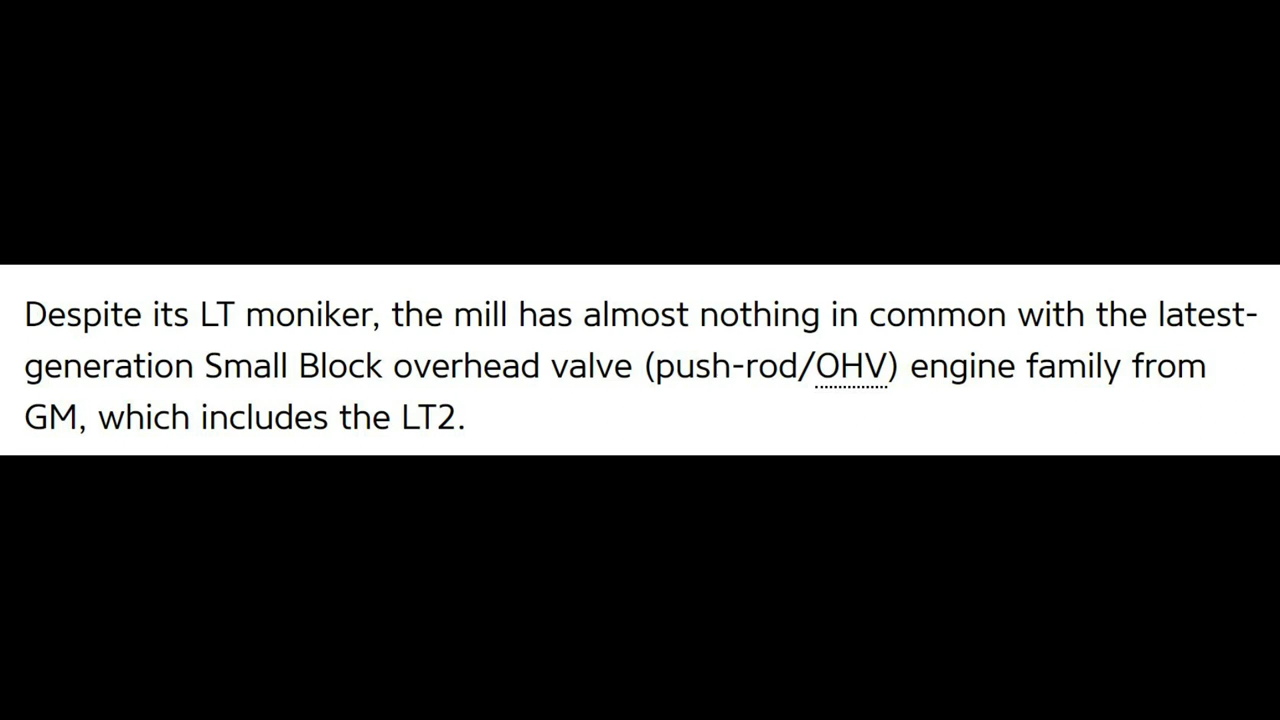 Despite its LT moniker, the mill has almost nothing in common with the latest-
generation Small Block overhead valve (push-rod/OHV) engine family from
GM, which includes the LT2.